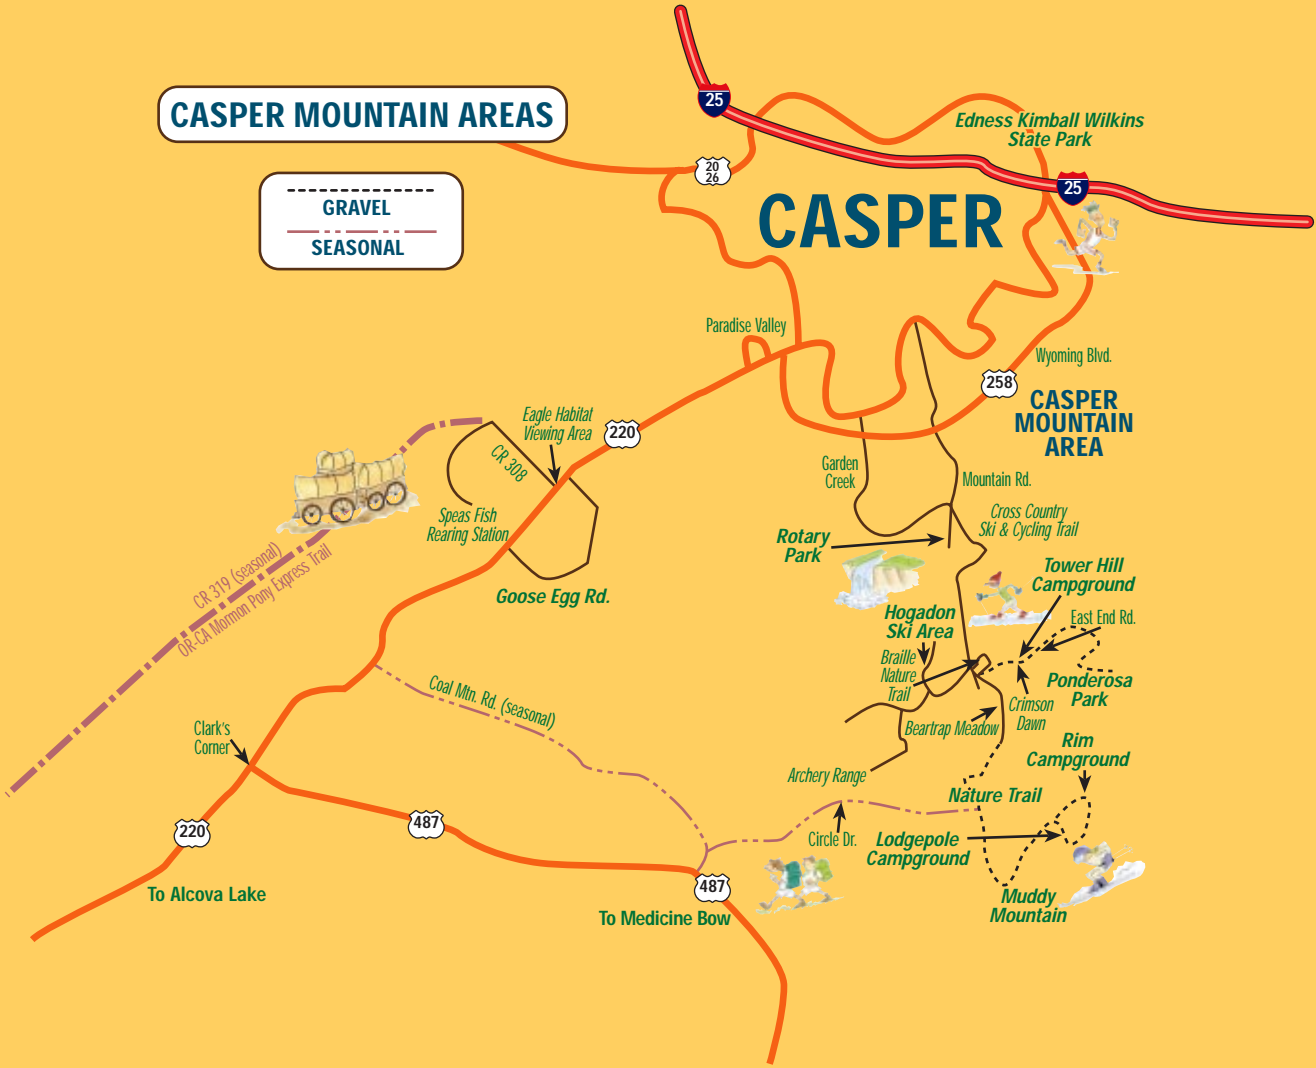 25
CASPER MOUNTAIN AREAS
Edness Kimball Wilkins
State Park
20
26
25
GRAVEL
SEASONAL
CASPER
Paradise Valley
Wyoming Blvd.
258
CASPER
MOUNTAIN
AREA
Eagle Habitat
Viewing Area
220
CR 308
Garden
Creek
Mountain Rd.
Speas Fish
Rearing Station
Cross Country
Ski & Cycling Trail
Rotary
Park
CR 319 (seasonal)
OR-CA Mormon Pony Express Trail
Goose Egg Rd.
Tower Hill
Campground
Hogadon
Ski Area
East End Rd.
Braille
Nature
Trail
Ponderosa
Park
Coal Mtn. Rd. (seasonal)
Crimson
Dawn
Clark's
Corner
Beartrap Meadow
Rim
Campground
Archery Range
Nature Trail
220
487
Circle Dr.
Lodgepole
Campground
To Alcova Lake
487
To Medicine Bow
Muddy
Mountain